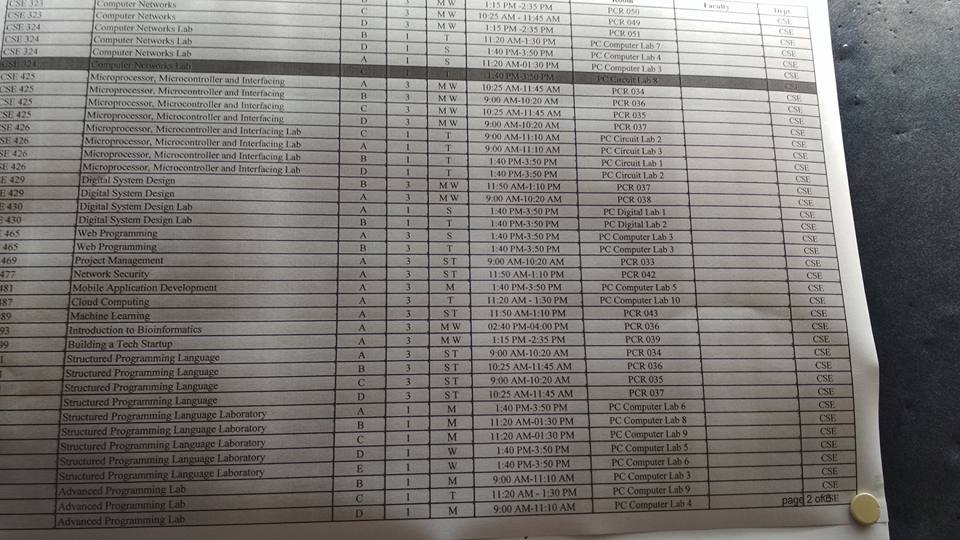 Room Faculty Dept.
B 3 M W 1:15 PM -2:35 PM PCR 050 CSE
CSE 323 Computer Networks C 3 M W 10:25 AM - 11:45 AM PCR 049 CSE
CSE 323 Computer Networks D 3 M W 1:15 PM -2:35 PM PCR 051 CSE
CSE 324 Computer Networks Lab B 1 T 11:20 AM-1:30 PM PC Computer Lab 7 CSE
CSE 324 Computer Networks Lab D 1 S 1:40 PM-3:50 PM PC Computer Lab 4 CSE
CSE 324 Computer Networks Lab A 1 S 11:20 AM-01:30 PM PC Computer Lab 3 CSE
CSE 324 Computer Networks Lab C 1 T 1:40 PM-3:50 PM PC Circuit Lab 8 CSE
CSE 425 Microprocessor, Microcontroller and Interfacing A 3 M W 10:25 AM-11:45 AM PCR 034 CSE
CSE 425 Microprocessor, Microcontroller and Interfacing B 3 M W 9:00 AM-10:20 AM PCR 036 CSE
SE 425 Microprocessor, Microcontroller and Interfacing C 3 M W 10:25 AM-11:45 AM PCR 035 CSE
SE 425 Microprocessor, Microcontroller and Interfacing D 3 M W 9:00 AM-10:20 AM PCR 037 CSE
SE 426 Microprocessor, Microcontroller and Interfacing Lab C 1 T 9:00 AM-11:10 AM PC Circuit Lab 2 CSE
SE 426 Microprocessor, Microcontroller and Interfacing Lab A 1 T 9:00 AM-11:10 AM PC Circuit Lab 3 CSE
E 426 Microprocessor, Microcontroller and Interfacing Lab B 1 T 1:40 PM-3:50 PM PC Circuit Lab 1 CSE
E 426 Microprocessor, Microcontroller and Interfacing Lab D 1 T 1:40 PM-3:50 PM PC Circuit Lab 2 CSE
E 429 Digital System Design B 3 M W 11:50 AM-1:10 PM PCR 037 CSE
E 429 Digital System Design A 3 M W 9:00 AM-10:20 AM PCR 038 CSE
E 430 Digital System Design Lab A 1 S 1:40 PM-3:50 PM PC Digital Lab 1 CSE
E 430 Digital System Design Lab B 1 T 1:40 PM-3:50 PM PC Digital Lab 2 CSE
465 Web Programming A 3 S 1:40 PM-3:50 PM PC Computer Lab 3 CSE
465 Web Programming B 3 T 1:40 PM-3:50 PM PC Computer Lab 3 CSE
469 Project Management A 3 S T 9:00 AM-10:20 AM PCR 033 CSE
477 Network Security A 3 S T 11:50 AM-1:10 PM PCR 042 CSE
481 Mobile Application Development A 3 M 1:40 PM-3:50 PM PC Computer Lab 5 CSE
487 Cloud Computing A 3 T 11:20 AM - 1:30 PM PC Computer Lab 10 CSE
89 Machine Learning A 3 S T 11:50 AM-1:10 PM PCR 043 CSE
93 Introduction to Bioinformatics A 3 M W 02:40 PM-04:00 PM PCR 036 CSE
99 Building a Tech Startup A 3 M W 1:15 PM -2:35 PM PCR 039 CSE
Structured Programming Language A 3 S T 9:00 AM-10:20 AM PCR 034 CSE
Structured Programming Language B 3 S T 10:25 AM-11:45 AM PCR 036 CSE
Structured Programming Language C 3 S T 9:00 AM-10:20 AM PCR 035 CSE
Structured Programming Language D 3 S T 10:25 AM-11:45 AM PCR 037 CSE
Structured Programming Language Laboratory A 1 M 1:40 PM-3:50 PM PC Computer Lab 6 CSE
Structured Programming Language Laboratory B 1 M 11:20 AM-01:30 PM PC Computer Lab 8 CSE
Structured Programming Language Laboratory C 1 M 11:20 AM-01:30 PM PC Computer Lab 9 CSE
Structured Programming Language Laboratory D 1 W 1:40 PM-3:50 PM PC Computer Lab 5 CSE
Structured Programming Language Laboratory E 1 W 1:40 PM-3:50 PM PC Computer Lab 6 CSE
Advanced Programming Lab B 1 M 9:00 AM-11:10 AM PC Computer Lab 3 CSE
Advanced Programming Lab C 1 T 11:20 AM - 1:30 PM PC Computer Lab 9 CSE
Advanced Programming Lab D 1 M 9:00 AM-11:10 AM PC Computer Lab 4
page 2 of